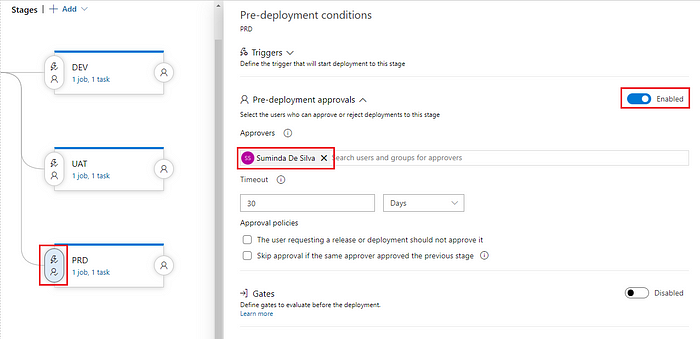 Stages | + Add
DEV
1 job, 1 task
UAT
1 job, 1 task
PRD
1 job, 1 task
Pre-deployment conditions
PRD
Triggers
Define the trigger that will start deployment to this stage
Pre-deployment approvals
Enabled
Select the users who can approve or reject deployments to this stage
Approvers
SS Suminda De Silva X Search users and groups for approvers
Timeout
30 Days
Approval policies
The user requesting a release or deployment should not approve it
Skip approval if the same approver approved the previous stage
Gates
Disabled
Define gates to evaluate before the deployment.
Learn more